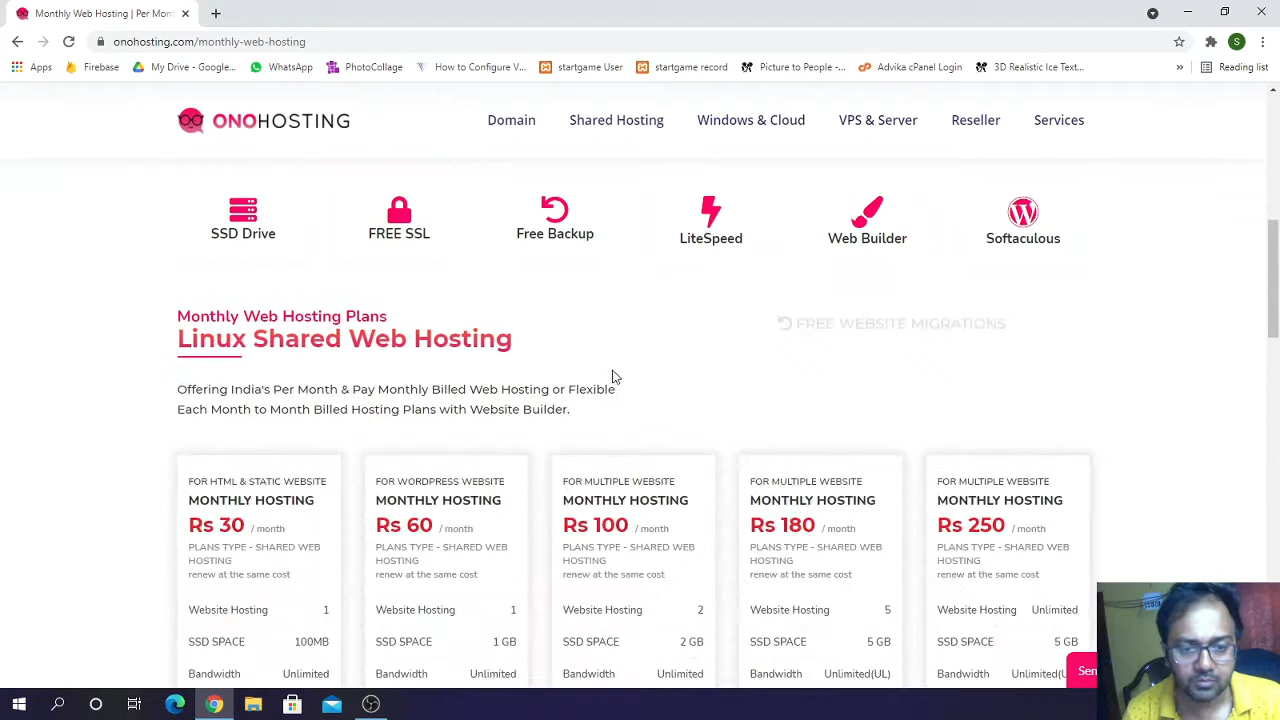 Monthly Web Hosting | Per Mon
onohosting.com/monthly-web-hosting
S
Apps
Firebase
My Drive - Google...
WhatsApp
PhotoCollage
How to Configur V...
startgame User
startgame record
Picture to People -...
Advika cPanel Login
3D Realistic Ice Text...
»
Reading list
ONOHOSTING
Domain
Shared Hosting
Windows & Cloud
VPS & Server
Reseller
Services
SSD Drive
FREE SSL
Free Backup
LiteSpeed
Web Builder
Softaculous
Monthly Web Hosting Plans
Linux Shared Web Hosting
FREE WEBSITE MIGRATIONS
Offering India's Per Month & Pay Monthly Billed Web Hosting or Flexible
Each Month to Month Billed Hosting Plans with Website Builder.
FOR HTML & STATIC WEBSITE
MONTHLY HOSTING
Rs 30 / month
PLANS TYPE - SHARED WEB
HOSTING
renew at the same cost
Website Hosting 1
SSD SPACE 100MB
Bandwidth Unlimited
FOR WORDPRESS WEBSITE
MONTHLY HOSTING
Rs 60 / month
PLANS TYPE - SHARED WEB
HOSTING
renew at the same cost
Website Hosting 1
SSD SPACE 1 GB
Bandwidth Unlimited
FOR MULTIPLE WEBSITE
MONTHLY HOSTING
Rs 100 / month
PLANS TYPE - SHARED WEB
HOSTING
renew at the same cost
Website Hosting 2
SSD SPACE 2 GB
Bandwidth Unlimited
FOR MULTIPLE WEBSITE
MONTHLY HOSTING
Rs 180 / month
PLANS TYPE - SHARED WEB
HOSTING
renew at the same cost
Website Hosting 5
SSD SPACE 5 GB
Bandwidth Unlimited(UL)
FOR MULTIPLE WEBSITE
MONTHLY HOSTING
Rs 250 / month
PLANS TYPE - SHARED WEB
HOSTING
renew at the same cost
Website Hosting Unlimited
SSD SPACE 5 GB
Bandwidth